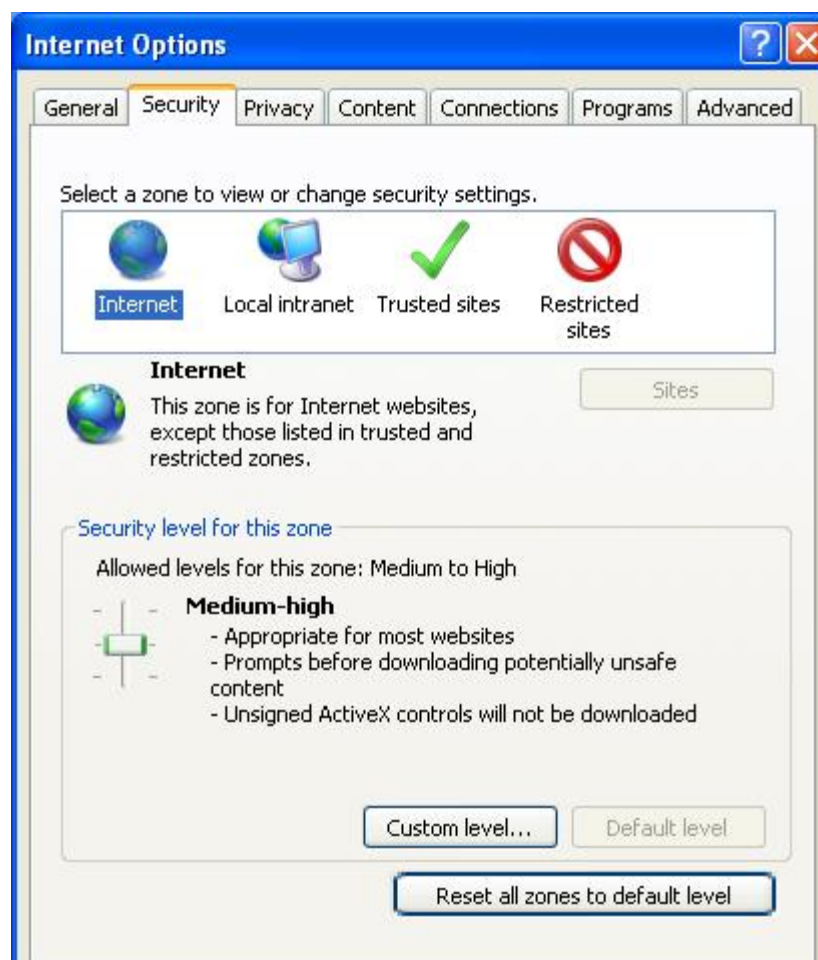 Internet Options
General Security Privacy Content Connections Programs Advanced
Select a zone to view or change security settings.
Internet Local intranet Trusted sites Restricted
sites
Internet
Sites
This zone is for Internet websites,
except those listed in trusted and
restricted zones.
Security level for this zone
Allowed levels for this zone: Medium to High
Medium-high
- Appropriate for most websites
- Prompts before downloading potentially unsafe
content
- Unsigned ActiveX controls will not be downloaded
Custom level... Default level
Reset all zones to default level